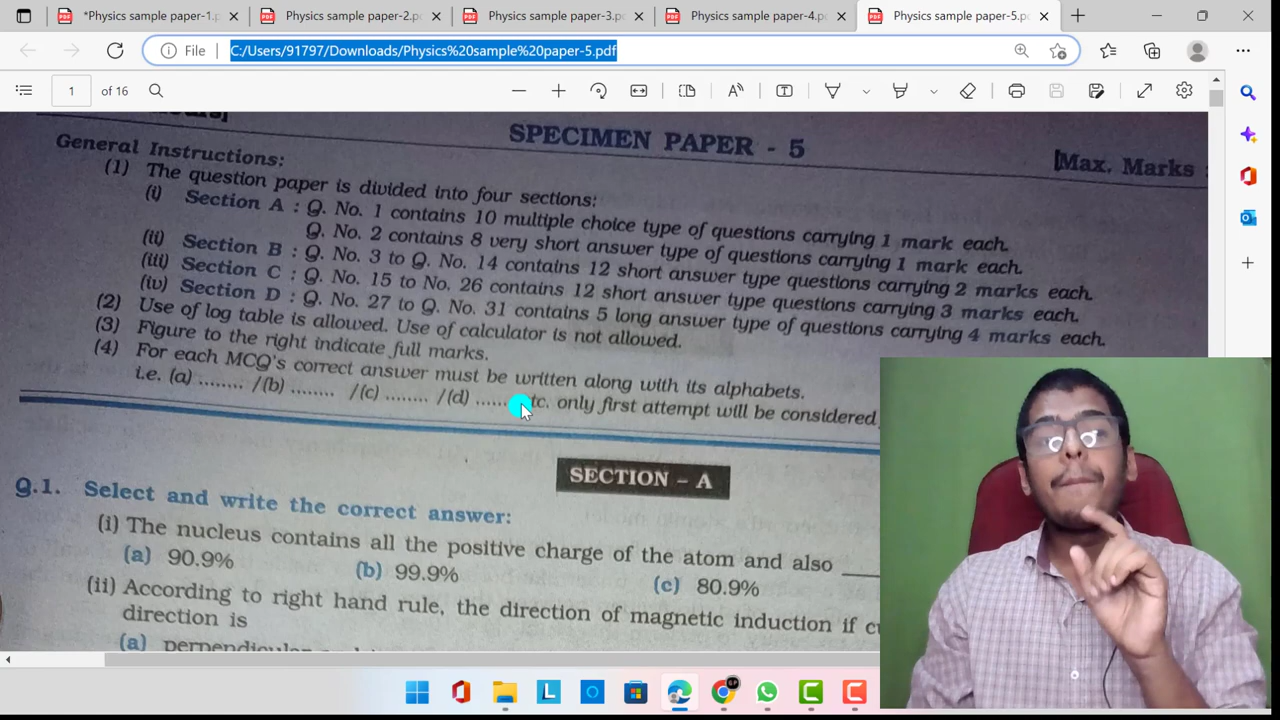 *Physics sample paper-1.p
Physics sample paper-2.p
Physics sample paper-3.p
Physics sample paper-4.p
Physics sample paper-5.p
File
C:/Users/91797/Downloads/Physics%20sample%20paper-5.pdf
1 of 16
SPECIMEN PAPER - 5
[Max. Marks :
General Instructions:
(1) The question paper is divided into four sections:
(i) Section A : Q. No. 1 contains 10 multiple choice type of questions carrying 1 mark each.
Q. No. 2 contains 8 very short answer type of questions carrying 1 mark each.
(ii) Section B : Q. No. 3 to Q. No. 14 contains 12 short answer type questions carrying 2 marks each.
(iii) Section C : Q. No. 15 to No. 26 contains 12 short answer type questions carrying 3 marks each.
(iv) Section D : Q. No. 27 to Q. No. 31 contains 5 long answer type of questions carrying 4 marks each.
(2) Use of log table is allowed. Use of calculator is not allowed.
(3) Figure to the right indicate full marks.
(4) For each MCQ's correct answer must be written along with its alphabets.
i.e. (a) ........ /(b) ........ /(c) ........ /(d) ...... tc. only first attempt will be considered
SECTION - A
Q.1. Select and write the correct answer:
(i) The nucleus contains all the positive charge of the atom and also ___
(a) 90.9% (b) 99.9% (c) 80.9%
(ii) According to right hand rule, the direction of magnetic induction if cu
direction is
(a)